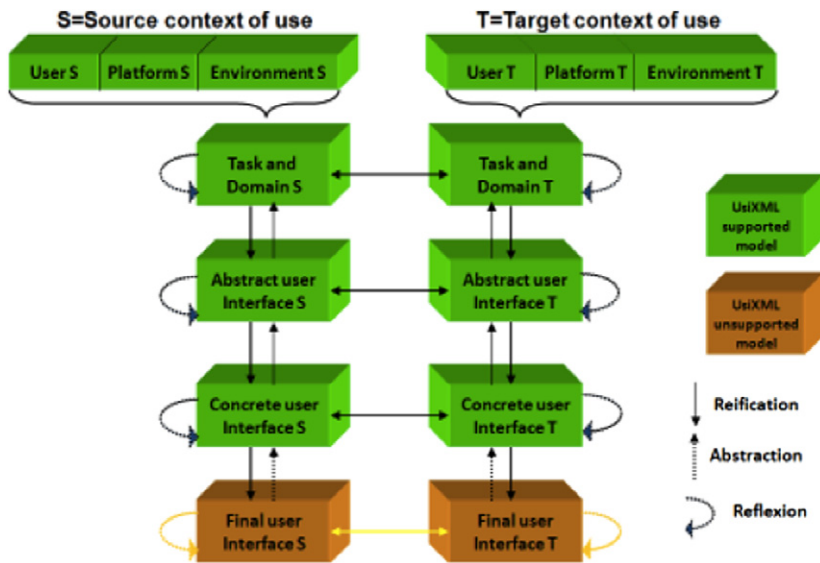 S=Source context of use
T=Target context of use
User S
Platform S
Environment S
User T
Platform T
Environment T
Task and
Domain S
Task and
Domain T
UsiXML
supported
model
Abstract user
Interface S
Abstract user
Interface T
UsiXML
unsupported
model
Concrete user
Interface S
Concrete user
Interface T
Reification
Abstraction
Reflexion
Final user
Interface S
Final user
Interface T